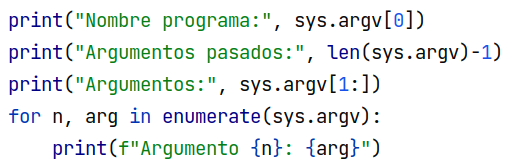 print("Nombre programa:", sys.argv[0])
print("Argumentos pasados:", len(sys.argv)-1)
print("Argumentos:", sys.argv[1:])
for n, arg in enumerate(sys.argv):
    print(f"Argumento {n}: {arg}")